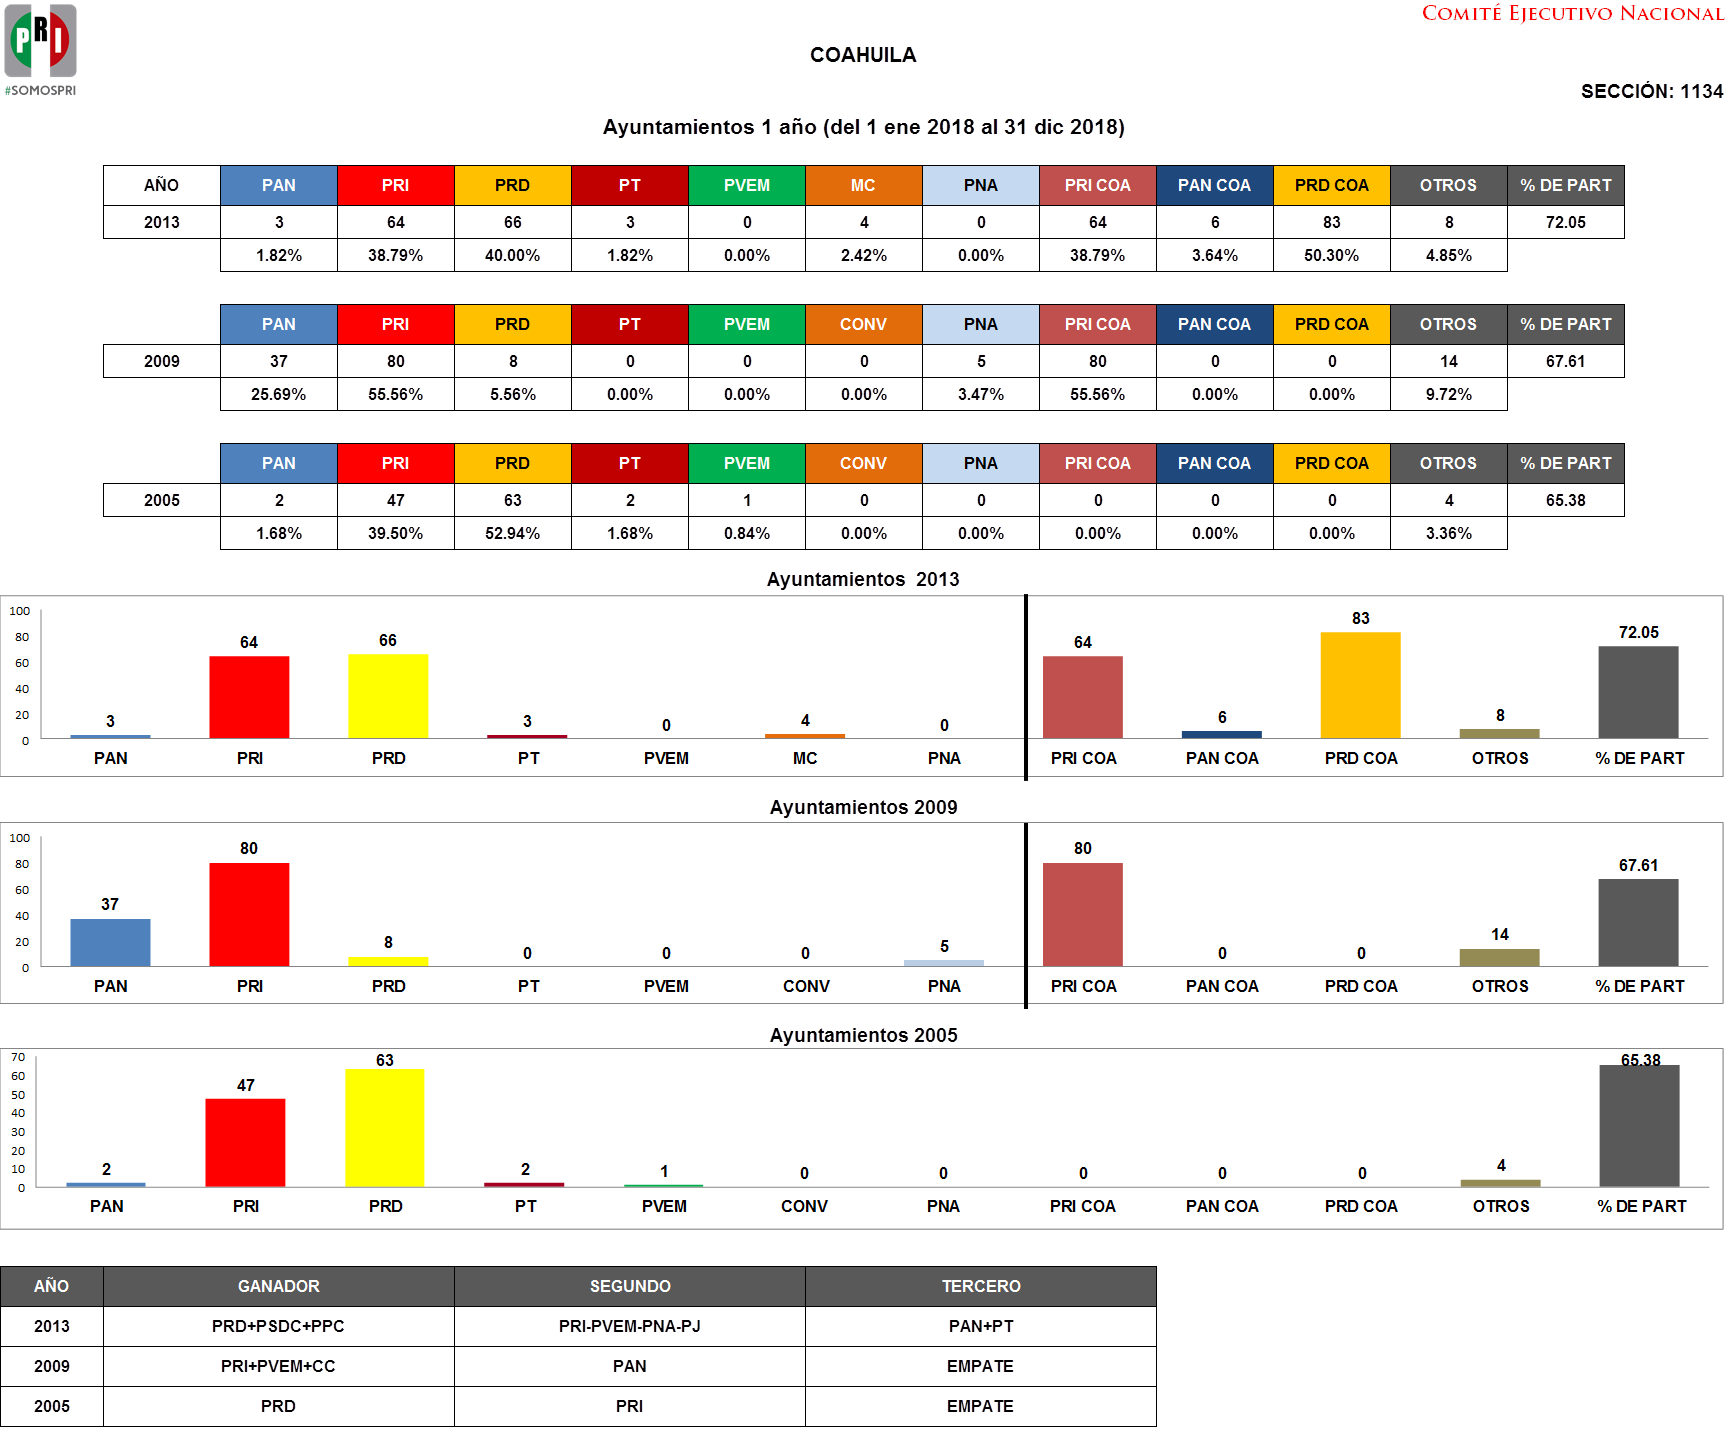 COMITÉ EJECUTIVO NACIONAL
PRI
#SOMOSPRI
COAHUILA
SECCIÓN: 1134
Ayuntamientos 1 año (del 1 ene 2018 al 31 dic 2018)
AÑO PAN PRI PRD PT PVEM MC PNA PRI COA PAN COA PRD COA OTROS % DE PART
2013 3 64 66 3 0 4 0 64 6 83 8 72.05
1.82% 38.79% 40.00% 1.82% 0.00% 2.42% 0.00% 38.79% 3.64% 50.30% 4.85%
PAN PRI PRD PT PVEM CONV PNA PRI COA PAN COA PRD COA OTROS % DE PART
2009 37 80 8 0 0 0 5 80 0 0 14 67.61
25.69% 55.56% 5.56% 0.00% 0.00% 0.00% 3.47% 55.56% 0.00% 0.00% 9.72%
PAN PRI PRD PT PVEM CONV PNA PRI COA PAN COA PRD COA OTROS % DE PART
2005 2 47 63 2 1 0 0 0 0 0 4 65.38
1.68% 39.50% 52.94% 1.68% 0.84% 0.00% 0.00% 0.00% 0.00% 0.00% 3.36%
Ayuntamientos 2013
100
80
60
40
20
0
3 64 66 3 0 4 0 64 6 83 8 72.05
PAN PRI PRD PT PVEM MC PNA PRI COA PAN COA PRD COA OTROS % DE PART
Ayuntamientos 2009
100
80
60
40
20
0
37 80 8 0 0 0 5 80 0 0 14 67.61
PAN PRI PRD PT PVEM CONV PNA PRI COA PAN COA PRD COA OTROS % DE PART
Ayuntamientos 2005
70
60
50
40
30
20
10
0
2 47 63 2 1 0 0 0 0 0 4 65.38
PAN PRI PRD PT PVEM CONV PNA PRI COA PAN COA PRD COA OTROS % DE PART
AÑO GANADOR SEGUNDO TERCERO
2013 PRD+PSDC+PPC PRI-PVEM-PNA-PJ PAN+PT
2009 PRI+PVEM+CC PAN EMPATE
2005 PRD PRI EMPATE